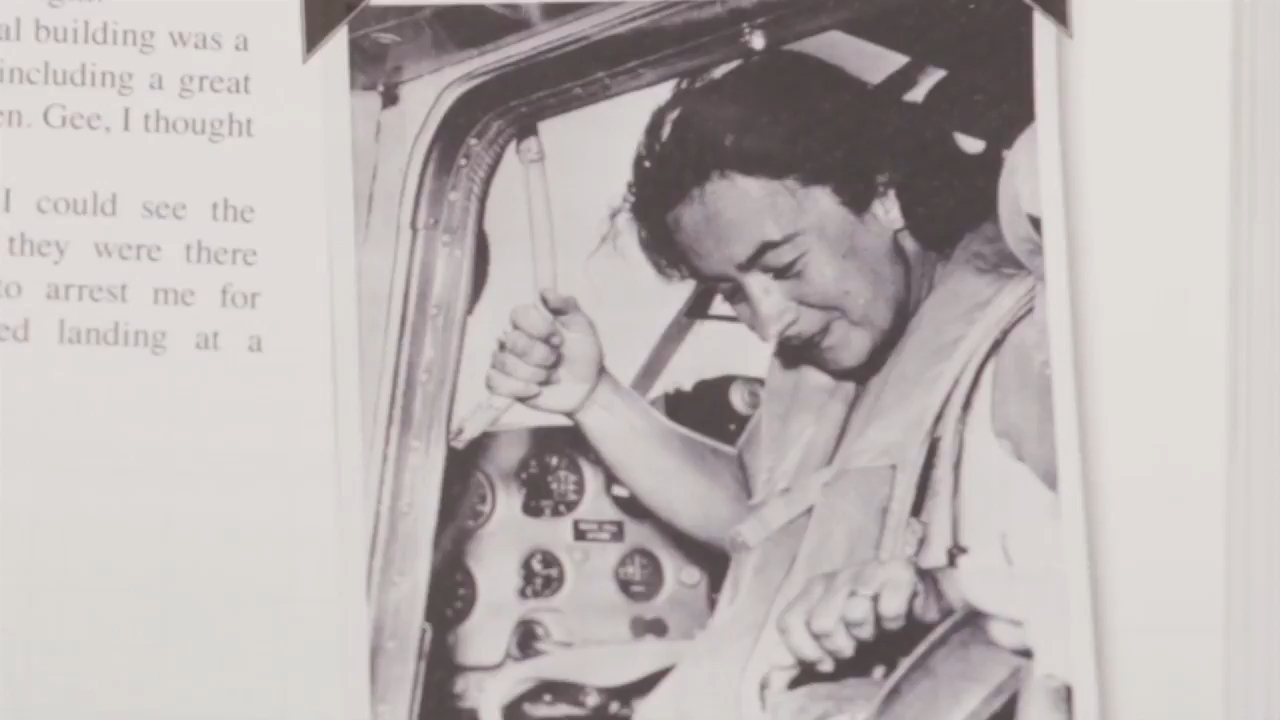 al building was a
including a great
en. Gee, I thought
I could see the
they were there
to arrest me for
ed landing at a